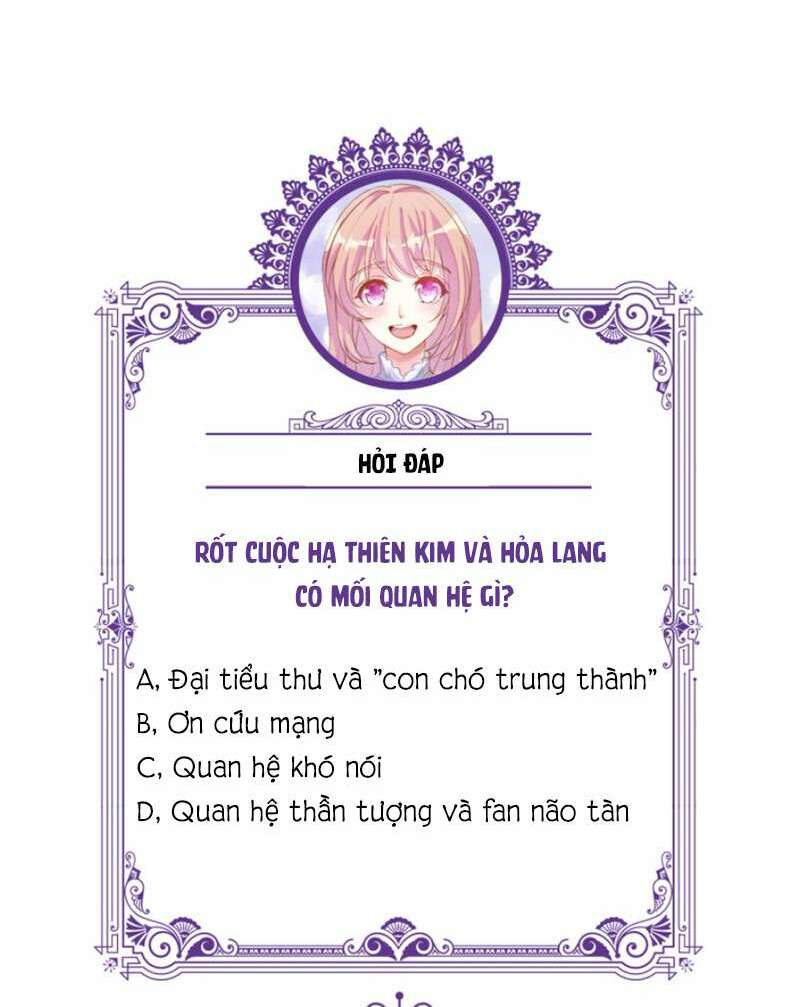 HỎI ĐÁP
RỐT CUỘC HẠ THIÊN KIM VÀ HỎA LANG
CÓ MỐI QUAN HỆ GÌ?
A, Đại tiểu thư và "con chó trung thành"
B, Ơn cứu mạng
C, Quan hệ khó nói
D, Quan hệ thần tượng và fan não tàn